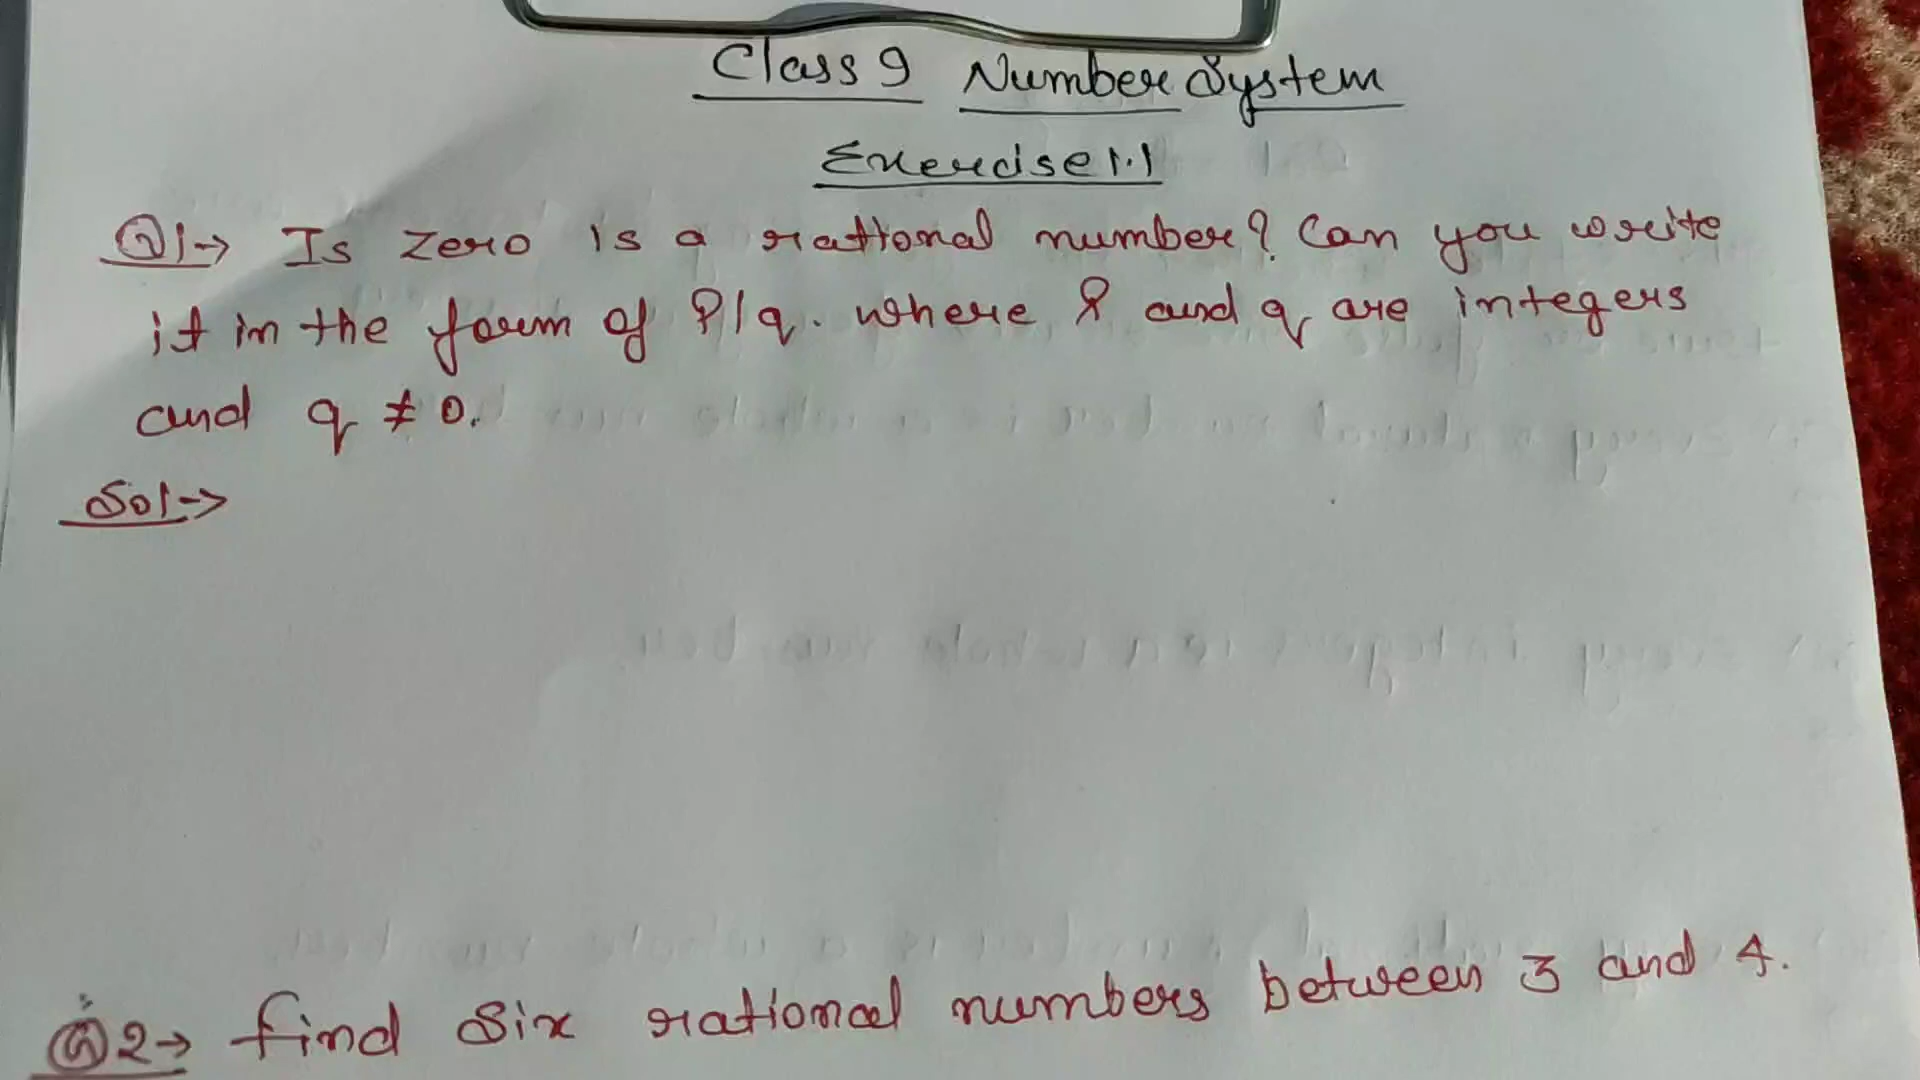 Class 9 Number System
Exercise 1.1
Q1→ Is zero is a rational number? Can you write
it in the form of P/q. where P and q are integers
and q ≠ 0.
Sol→
Q2→ find Six rational numbers between 3 and 4.